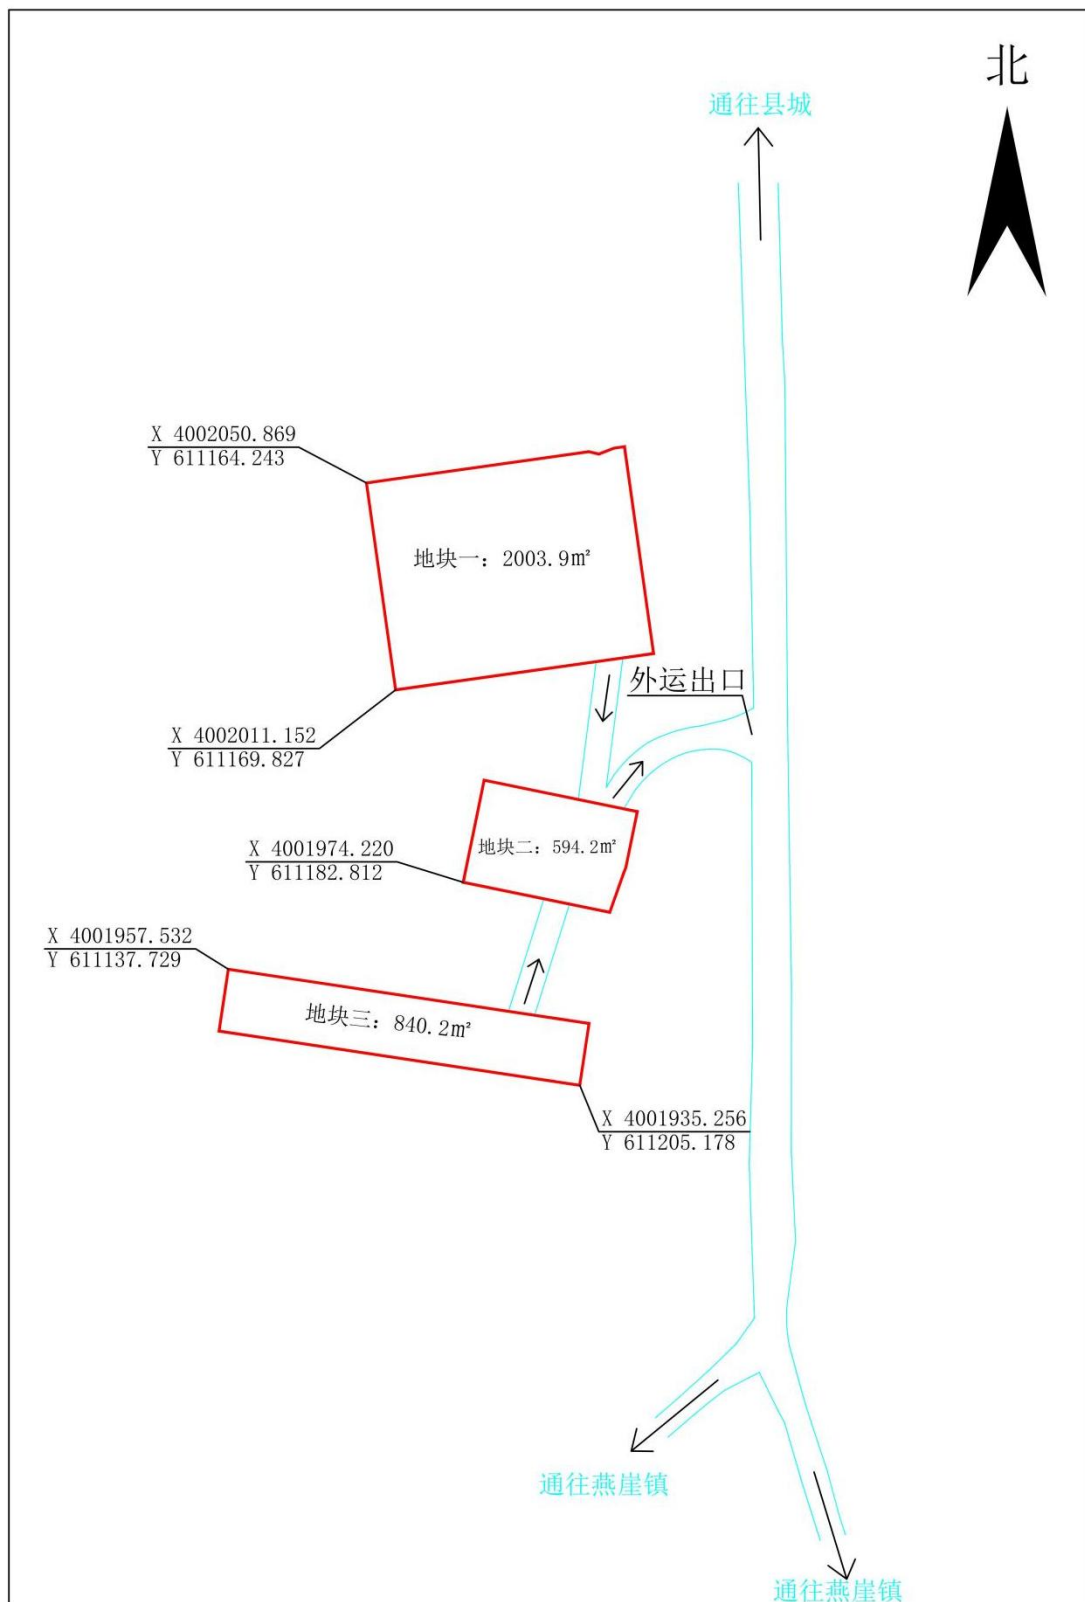 北
通往县城
X 4002050.869
Y 611164.243
地块一：2003.9㎡
外运出口
X 4002011.152
Y 611169.827
地块二：594.2㎡
X 4001974.220
Y 611182.812
X 4001957.532
Y 611137.729
地块三：840.2㎡
X 4001935.256
Y 611205.178
通往燕崖镇
通往燕崖镇